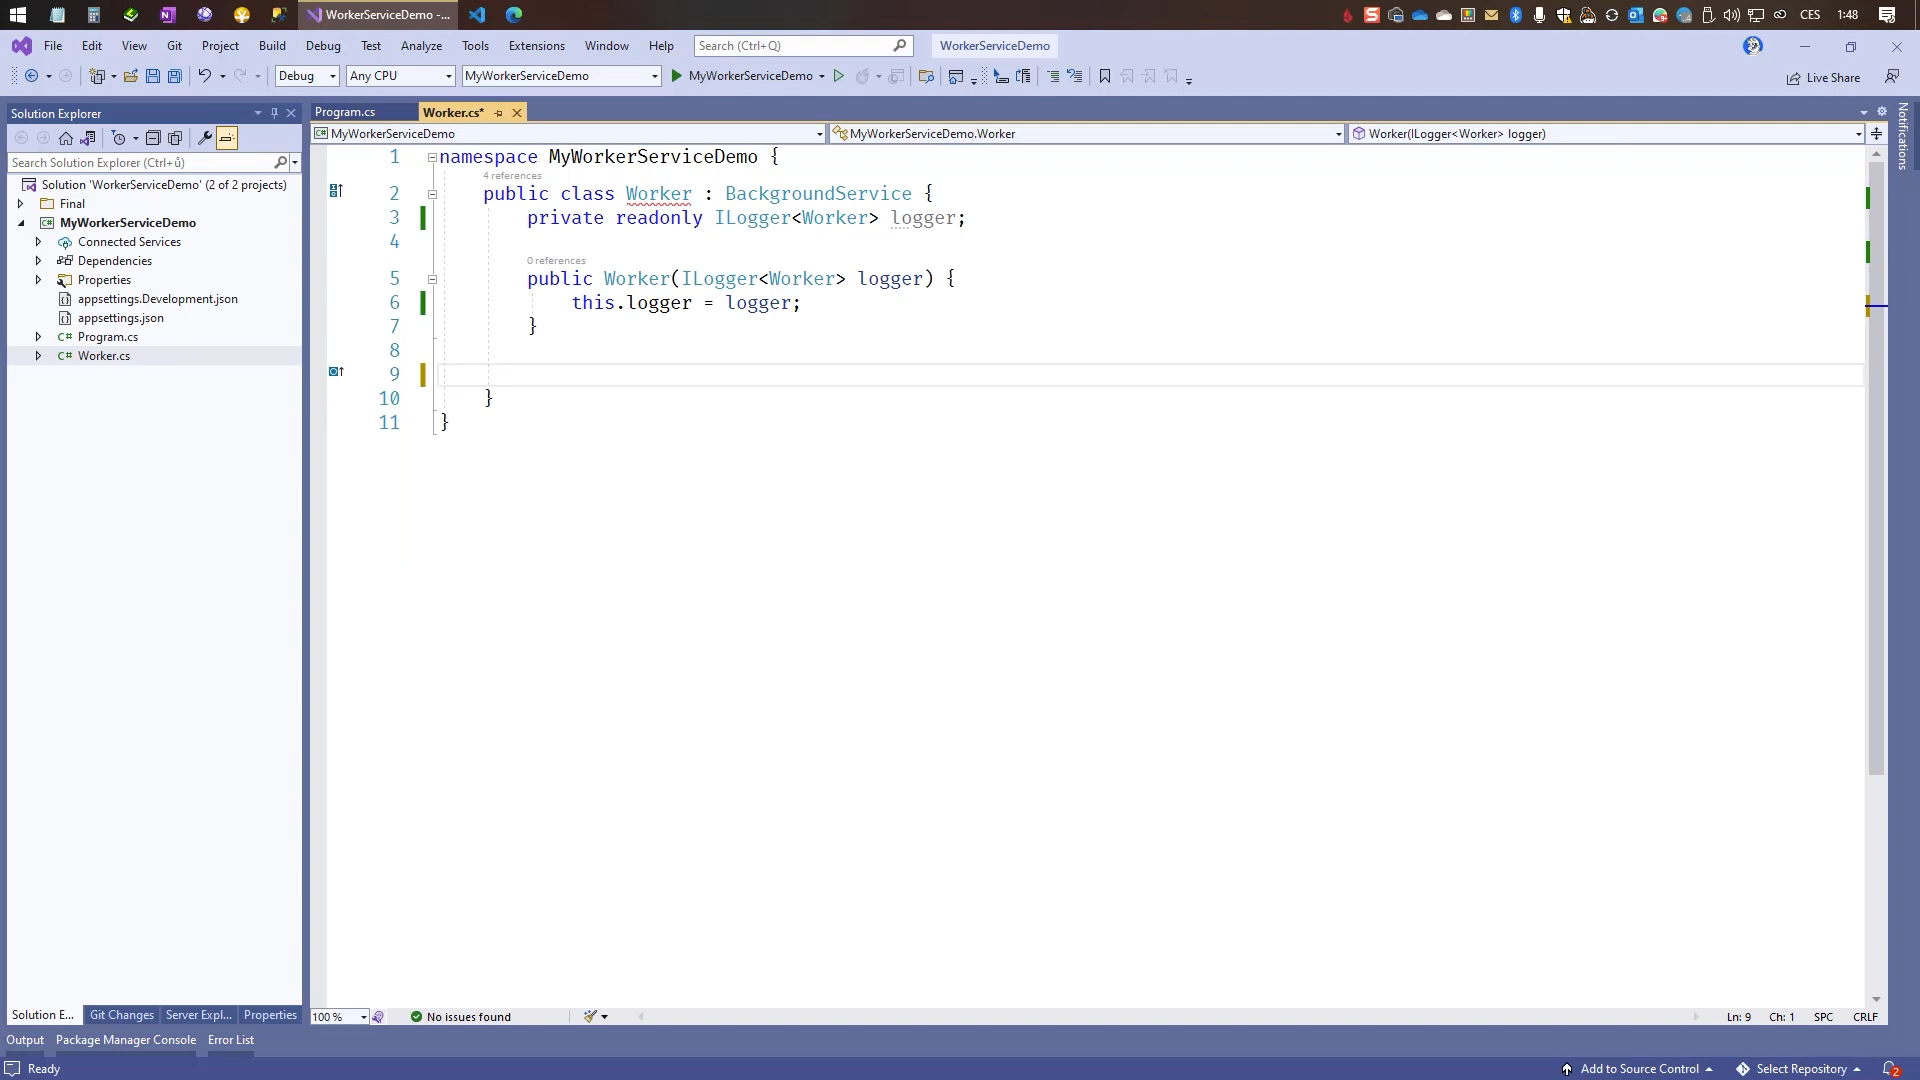 WorkerServiceDemo -...
CES
1:48
File Edit View Git Project Build Debug Test Analyze Tools Extensions Window Help Search (Ctrl+Q) WorkerServiceDemo
Debug Any CPU MyWorkerServiceDemo MyWorkerServiceDemo Live Share
Solution Explorer
Search Solution Explorer (Ctrl+ů)
Solution 'WorkerServiceDemo' (2 of 2 projects)
Final
MyWorkerServiceDemo
Connected Services
Dependencies
Properties
appsettings.Development.json
appsettings.json
C# Program.cs
C# Worker.cs
Program.cs Worker.cs*
MyWorkerServiceDemo MyWorkerServiceDemo.Worker Worker(ILogger<Worker> logger)
1 namespace MyWorkerServiceDemo {
4 references
2 public class Worker : BackgroundService {
3 private readonly ILogger<Worker> logger;
4
0 references
5 public Worker(ILogger<Worker> logger) {
6 this.logger = logger;
7 }
8
9
10 }
11 }
Notifications
Solution E... Git Changes Server Expl... Properties
100 % No issues found Ln: 9 Ch: 1 SPC CRLF
Output Package Manager Console Error List
Ready Add to Source Control Select Repository 2